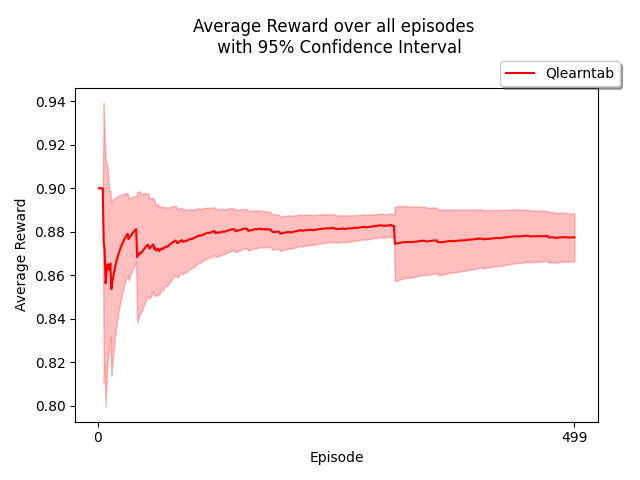 Average Reward over all episodes
with 95% Confidence Interval
Qlearntab
0.94
0.92
0.90
0.88
0.86
0.84
0.82
0.80
Average Reward
0
499
Episode